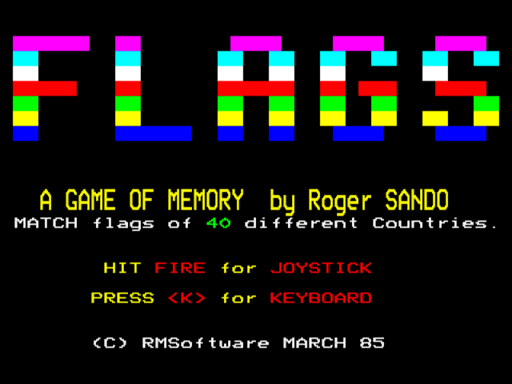 FLAGS
A GAME OF MEMORY by Roger SANDO
MATCH flags of 40 different Countries.
HIT FIRE for JOYSTICK
PRESS <K> for KEYBOARD
(C) RMSoftware MARCH 85